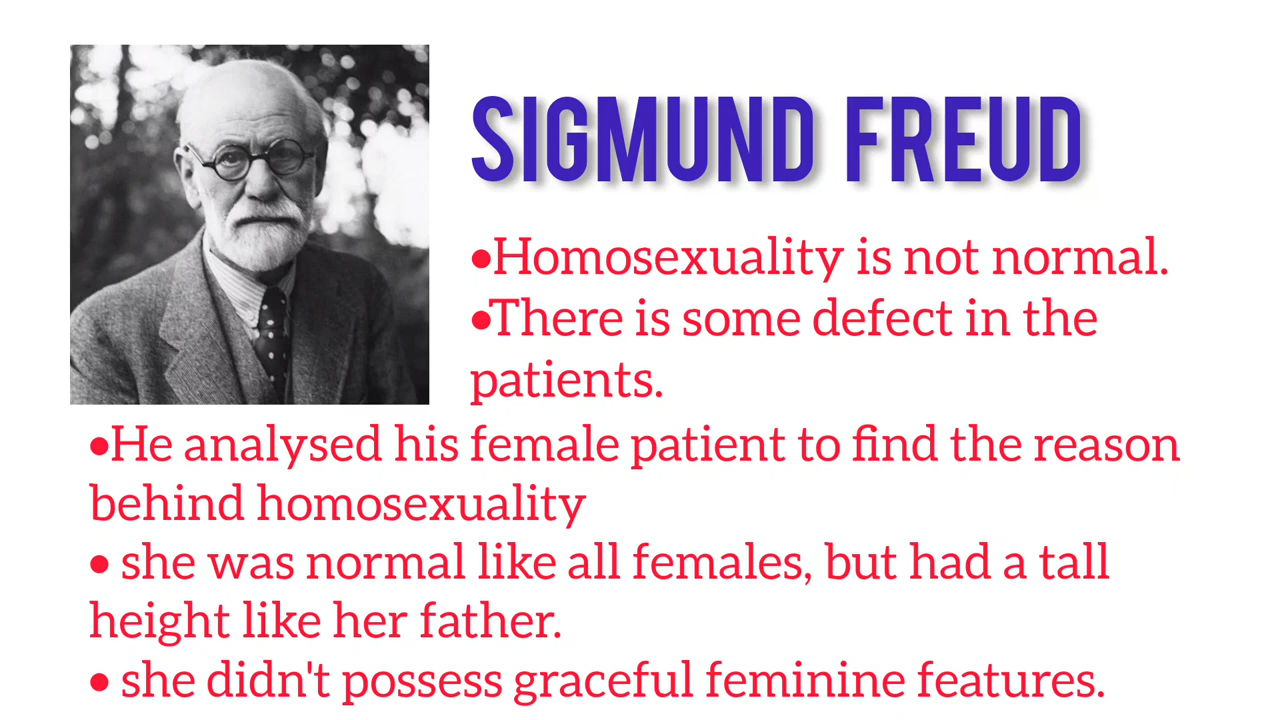 SIGMUND FREUD
•Homosexuality is not normal.
•There is some defect in the
patients.
•He analysed his female patient to find the reason
behind homosexuality
• she was normal like all females, but had a tall
height like her father.
• she didn't possess graceful feminine features.